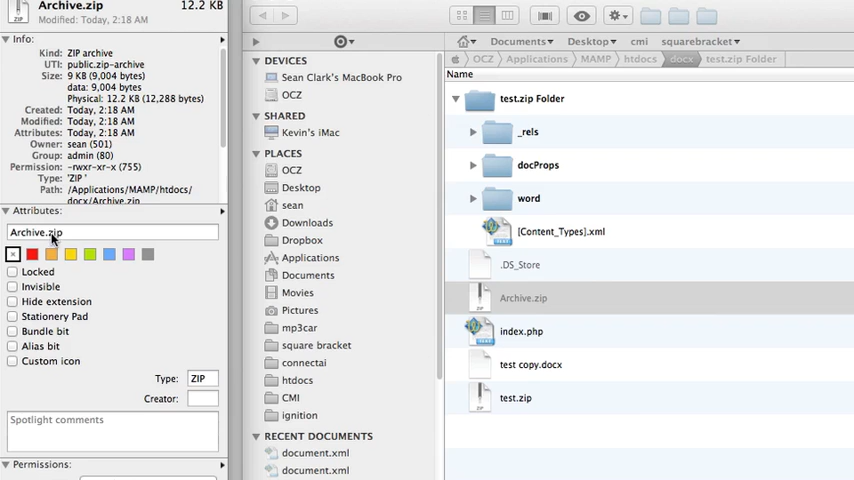 Archive.zip 12.2 KB
Modified: Today, 2:18 AM
Info:
Kind: ZIP archive
UTI: public.zip-archive
Size: 9 KB (9,004 bytes)
data: 9,004 bytes
Physical: 12.2 KB (12,288 bytes)
Created: Today, 2:18 AM
Modified: Today, 2:18 AM
Attributes: Today, 2:18 AM
Owner: sean (501)
Group: admin (80)
Permission: -rwxr-xr-x (755)
Type: 'ZIP '
Path: /Applications/MAMP/htdocs/
docx/Archive.zip
Attributes:
Archive.zip
Locked
Invisible
Hide extension
Stationery Pad
Bundle bit
Alias bit
Custom icon
Type: ZIP
Creator:
Spotlight comments
Permissions:
DEVICES
Sean Clark's MacBook Pro
OCZ
SHARED
Kevin's iMac
PLACES
OCZ
Desktop
sean
Downloads
Dropbox
Applications
Documents
Movies
Pictures
mp3car
square bracket
connectai
htdocs
CMI
ignition
RECENT DOCUMENTS
document.xml
document.xml
Documents Desktop cmi squarebracket
OCZ Applications MAMP htdocs docx test.zip Folder
Name
test.zip Folder
_rels
docProps
word
[Content_Types].xml
.DS_Store
Archive.zip
index.php
test copy.docx
test.zip